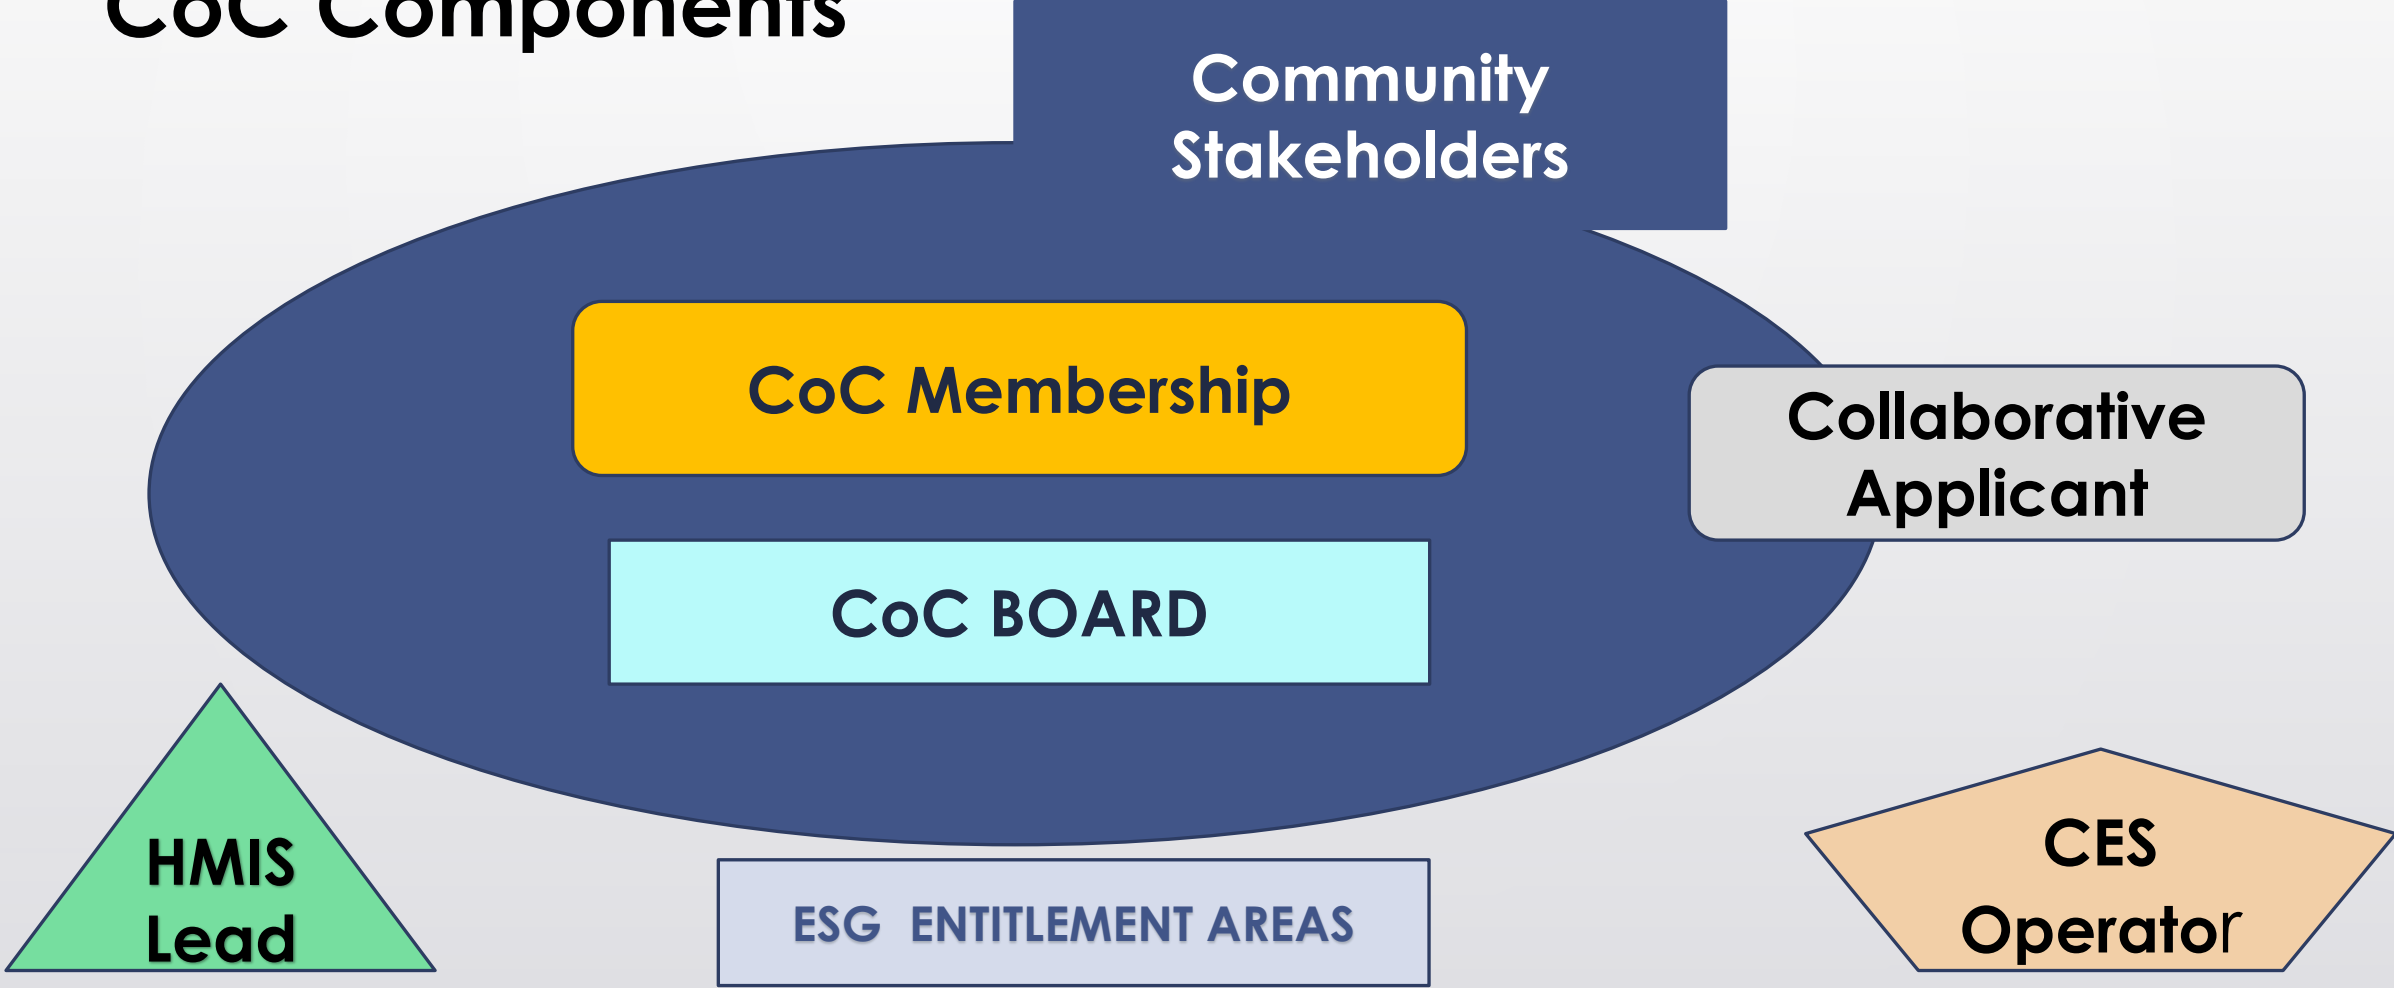 CoC Components
Community
Stakeholders
CoC Membership
Collaborative
Applicant
CoC BOARD
HMIS
Lead
ESG ENTITLEMENT AREAS
CES
Operator